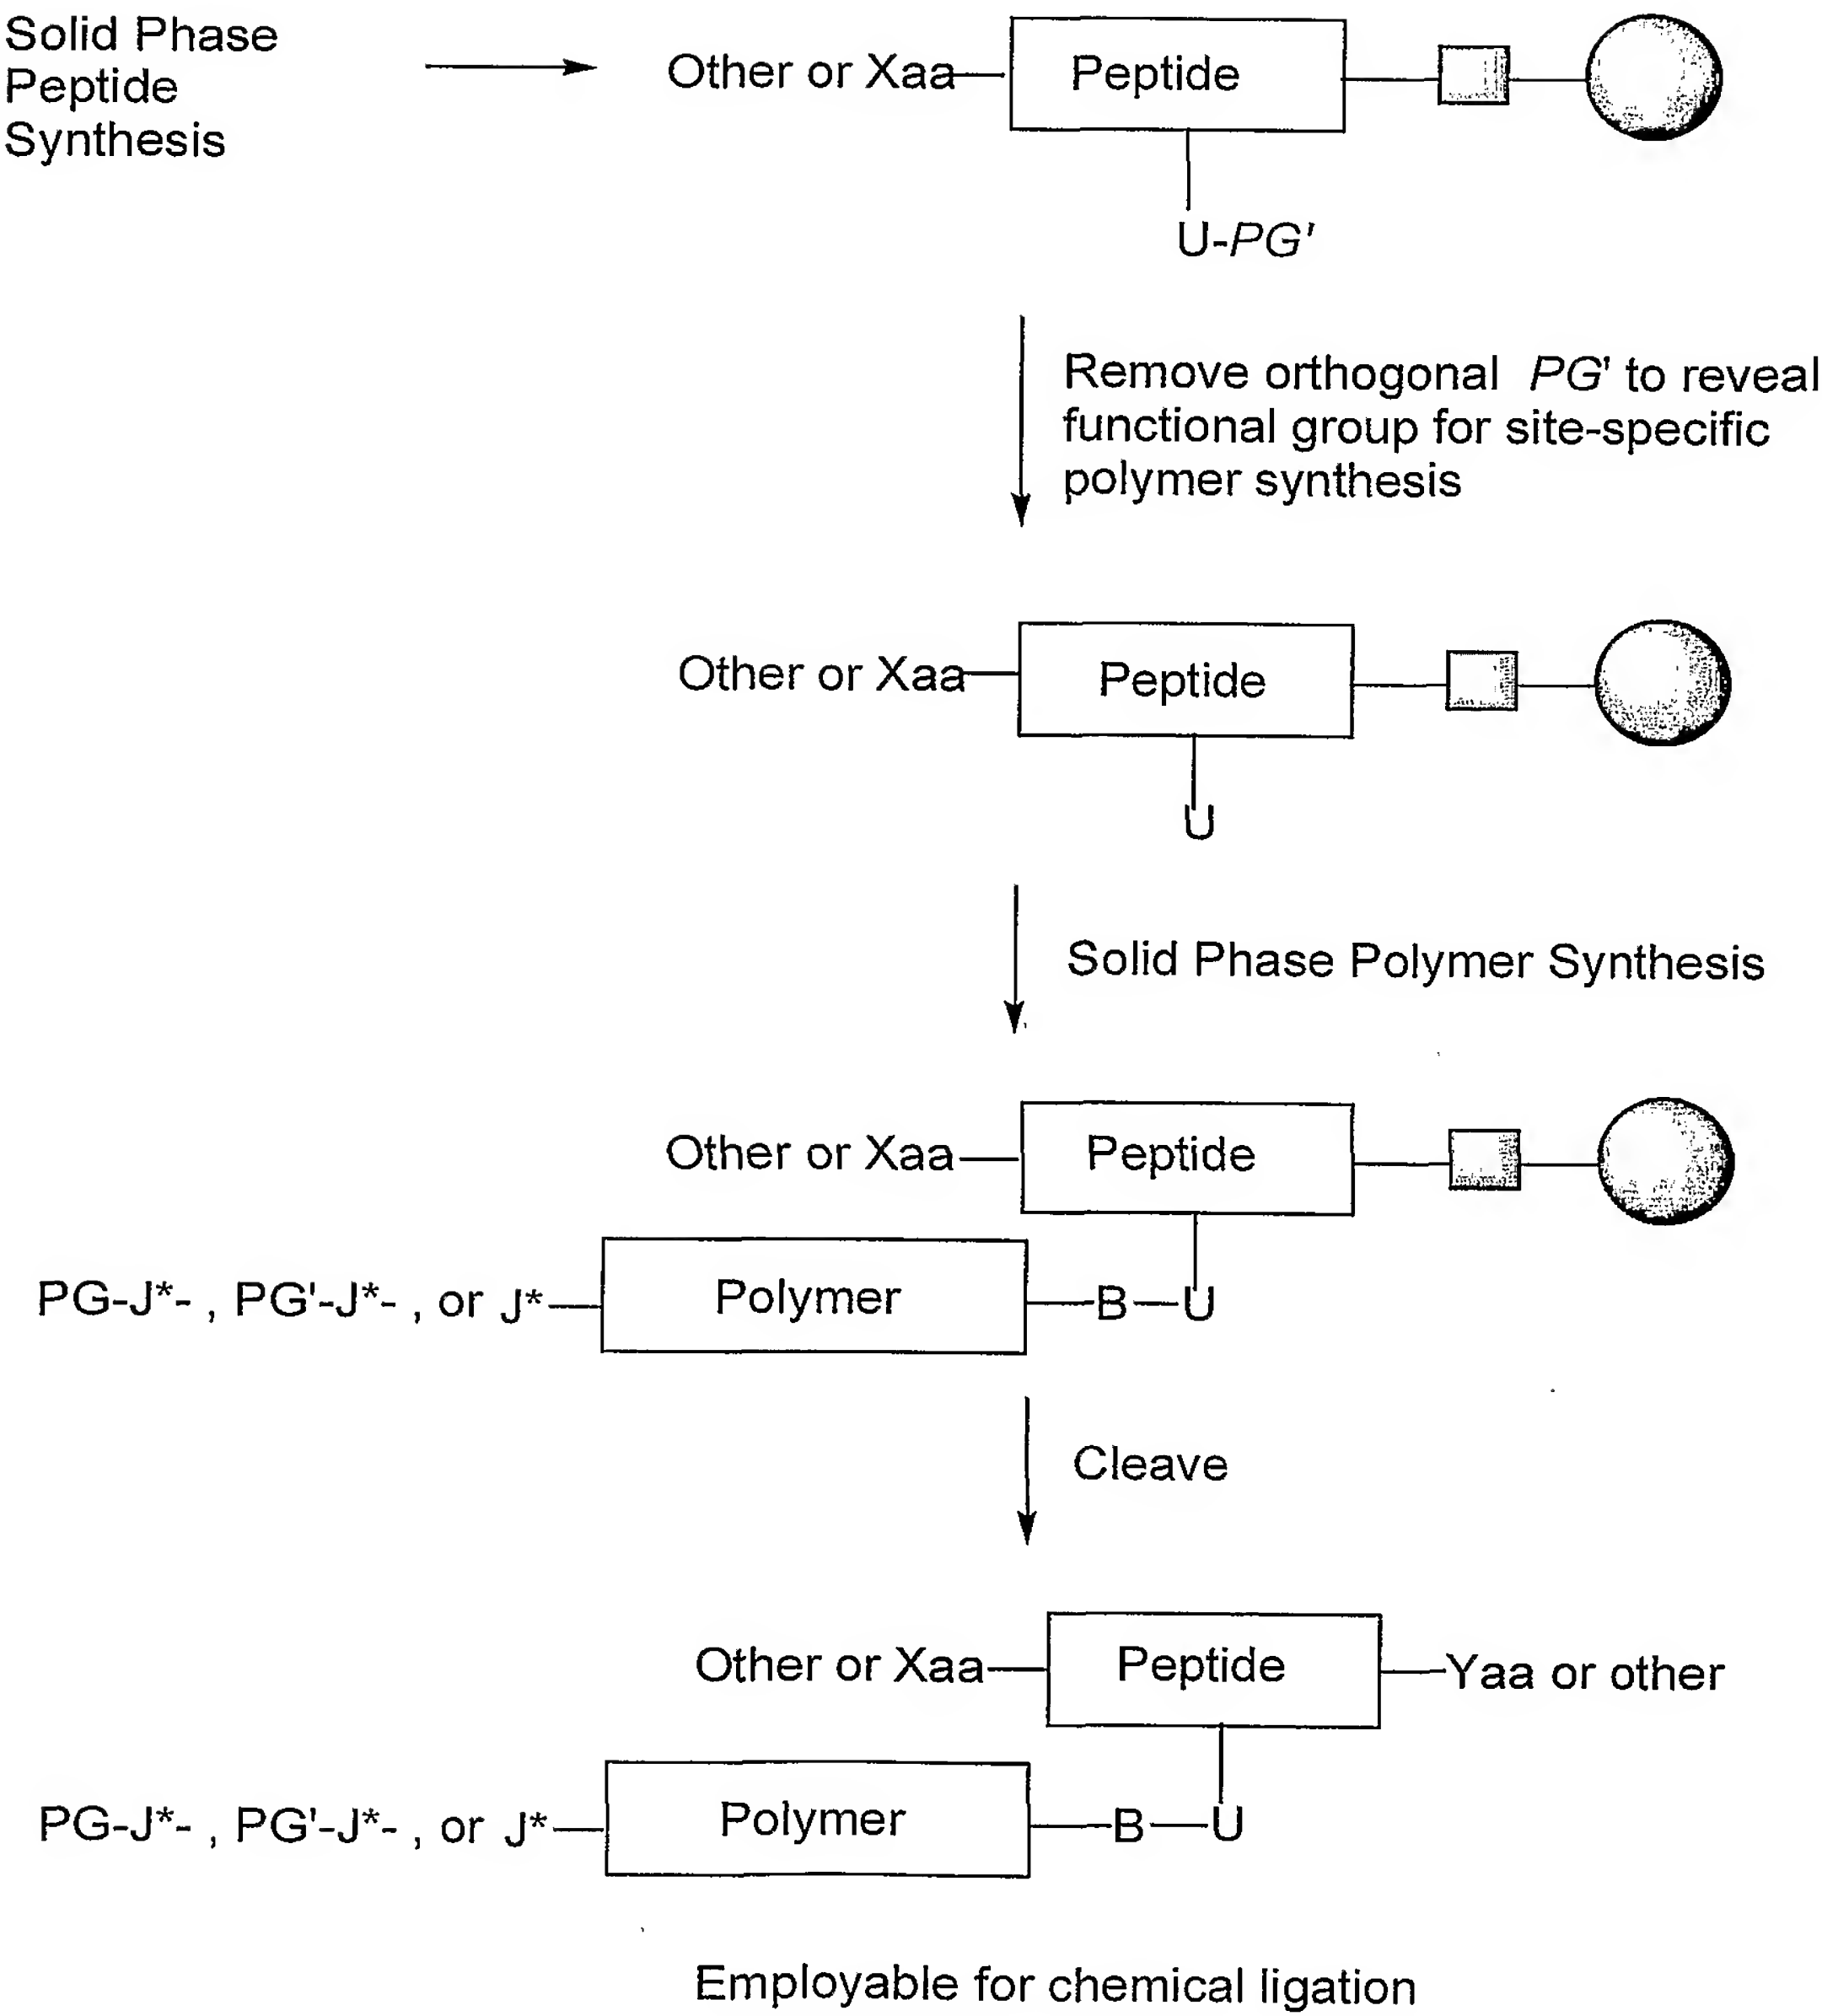 Solid Phase
Peptide
Synthesis
Other or Xaa
Peptide
U-PG'
Remove orthogonal PG' to reveal
functional group for site-specific
polymer synthesis
Other or Xaa
Peptide
U
Solid Phase Polymer Synthesis
Other or Xaa
Peptide
PG-J*- , PG'-J*- , or J*
Polymer
B
U
Cleave
Other or Xaa
Peptide
Yaa or other
PG-J*- , PG'-J*- , or J*
Polymer
B
U
Employable for chemical ligation